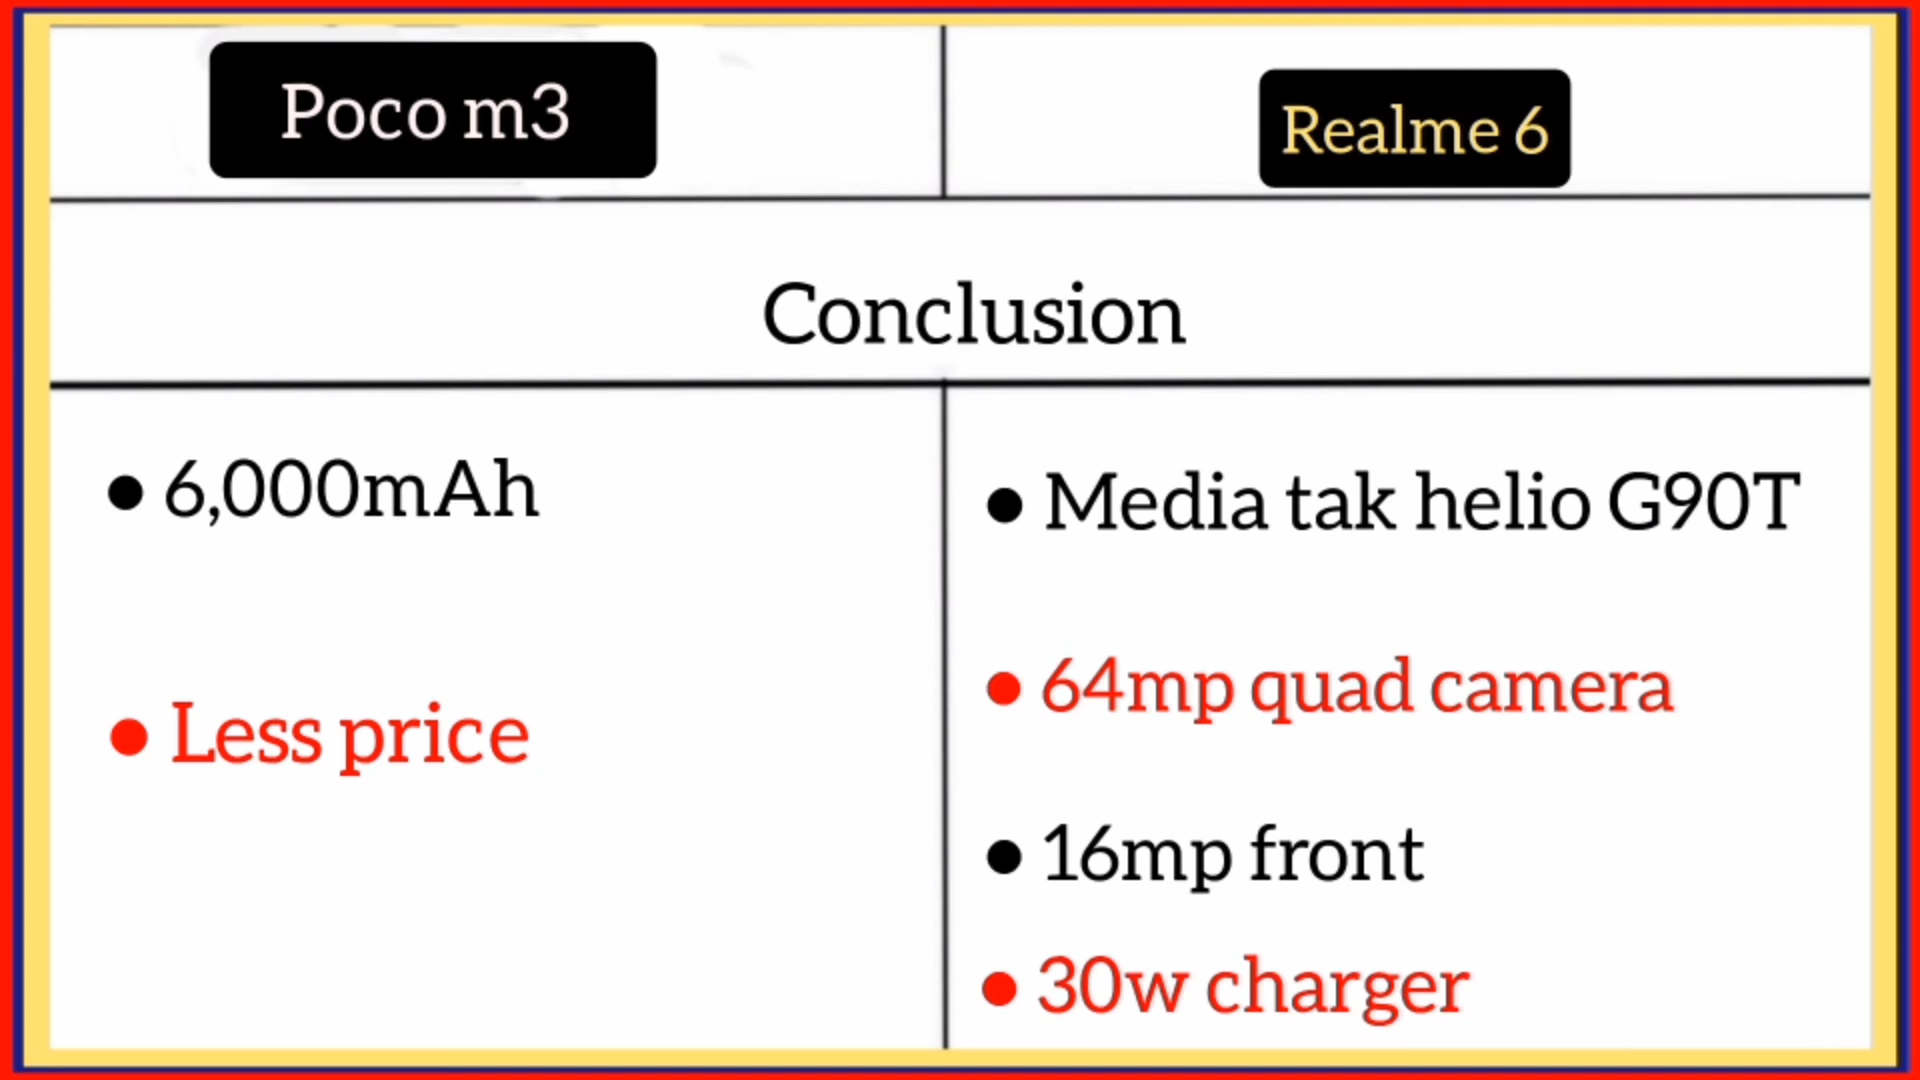 Poco m3
Realme 6
Conclusion
• 6,000mAh
• Less price
• Media tak helio G90T
• 64mp quad camera
• 16mp front
• 30w charger